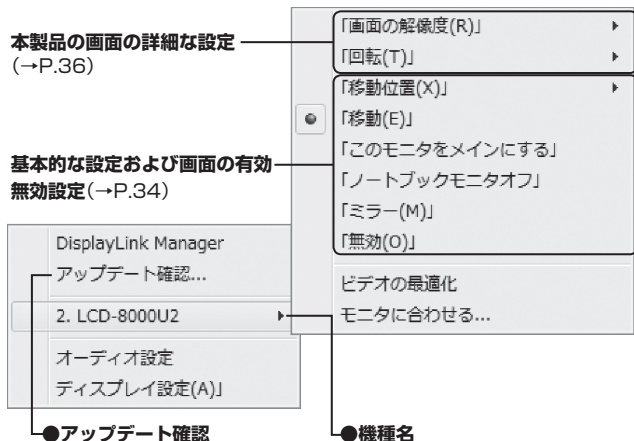 本製品の画面の詳細な設定
(→P.36)
基本的な設定および画面の有効
無効設定(→P.34)
「画面の解像度(R)」
「回転(T)」
「移動位置(X)」
「移動(E)」
「このモニタをメインにする」
「ノートブックモニタオフ」
「ミラー(M)」
「無効(O)」
ビデオの最適化
モニタに合わせる...
DisplayLink Manager
アップデート確認...
2. LCD-8000U2
オーディオ設定
ディスプレイ設定(A)」
●アップデート確認
●機種名